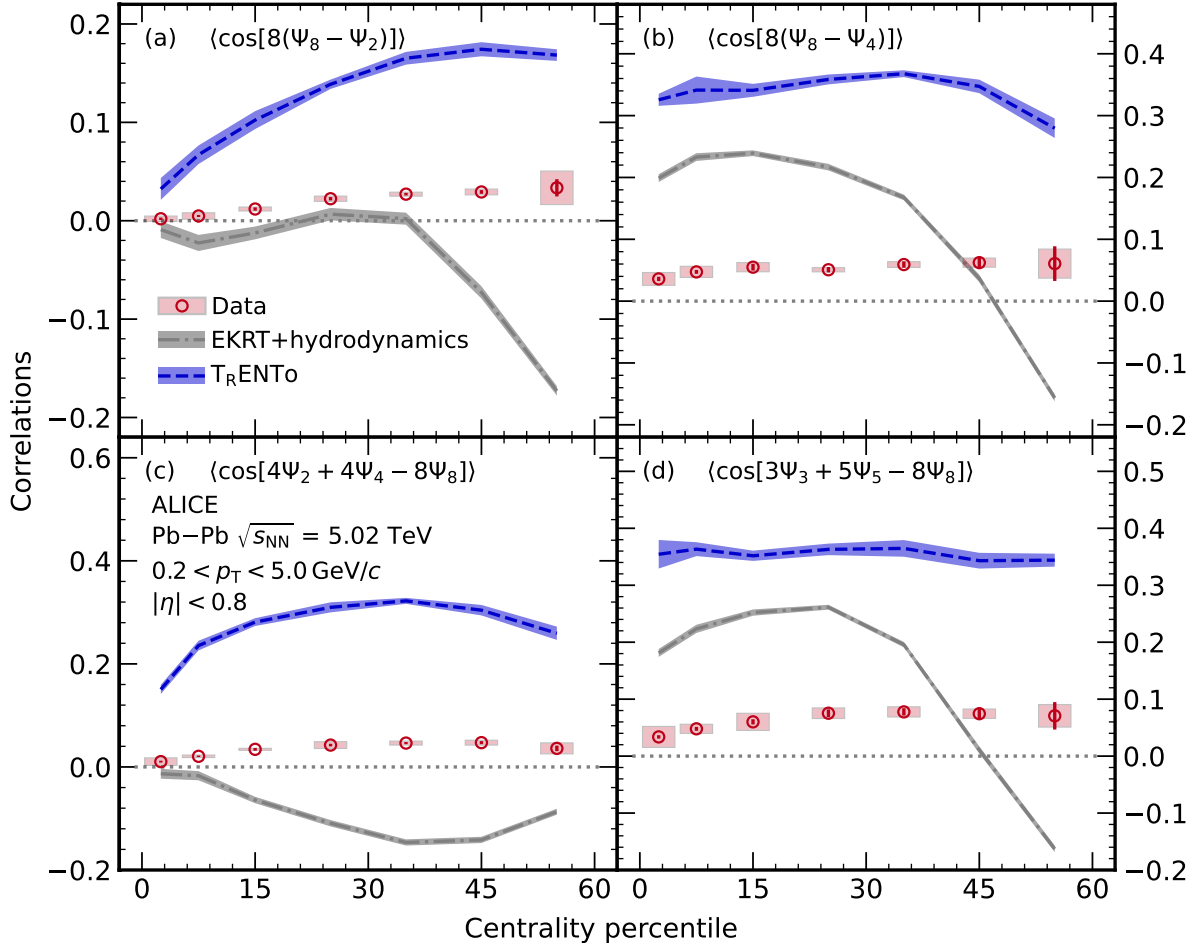 (a) ⟨cos[8(Ψ₈ − Ψ₂)]⟩
(b) ⟨cos[8(Ψ₈ − Ψ₄)]⟩
0.2
0.1
0.0
−0.1
−0.2
0.4
0.3
0.2
0.1
0.0
−0.1
−0.2
Data
EKRT+hydrodynamics
TRENTo
Correlations
(c) ⟨cos[4Ψ₂ + 4Ψ₄ − 8Ψ₈]⟩
(d) ⟨cos[3Ψ₃ + 5Ψ₅ − 8Ψ₈]⟩
ALICE
Pb−Pb √sNN = 5.02 TeV
0.2 < pT < 5.0 GeV/c
|η| < 0.8
0.6
0.4
0.2
0.0
−0.2
0.5
0.4
0.3
0.2
0.1
0.0
−0.1
−0.2
0 15 30 45 60
0 15 30 45 60
Centrality percentile